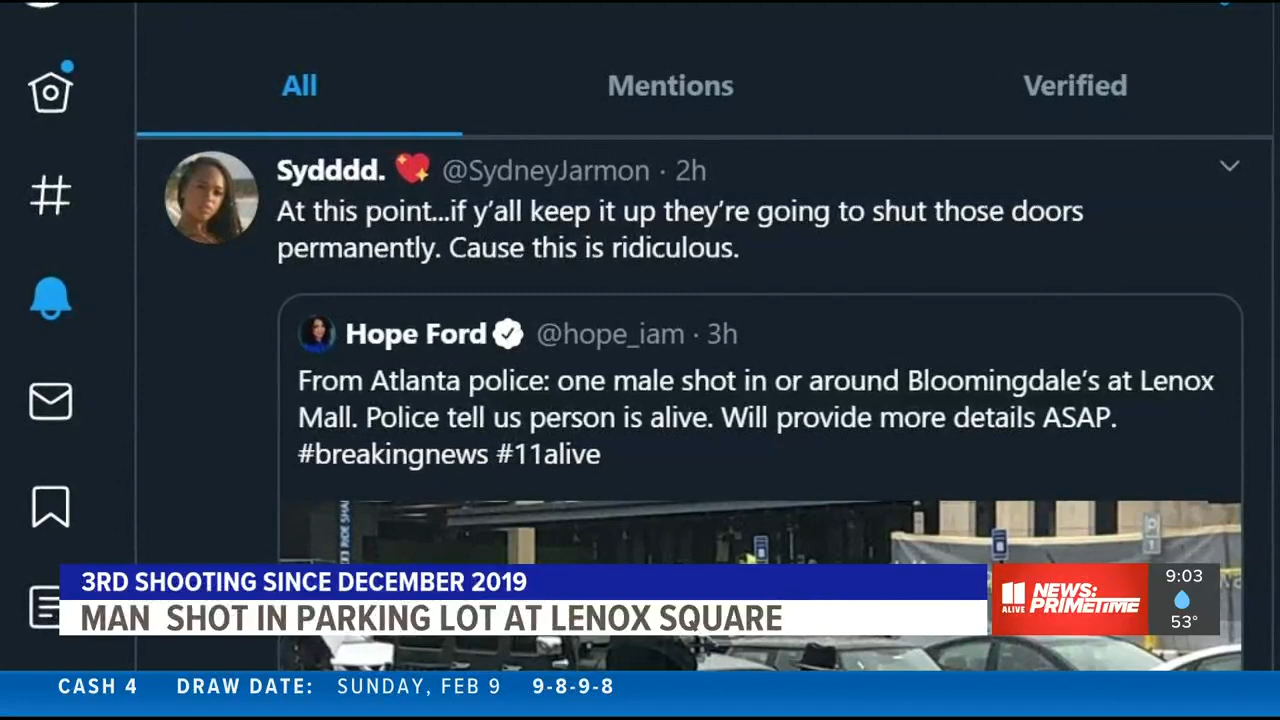 All Mentions Verified
Sydddd. 💖 @SydneyJarmon · 2h
At this point...if y'all keep it up they're going to shut those doors
permanently. Cause this is ridiculous.
Hope Ford @hope_iam · 3h
From Atlanta police: one male shot in or around Bloomingdale's at Lenox
Mall. Police tell us person is alive. Will provide more details ASAP.
#breakingnews #11alive
3RD SHOOTING SINCE DECEMBER 2019
MAN SHOT IN PARKING LOT AT LENOX SQUARE
11 ALIVE NEWS: PRIMETIME
9:03
53°
CASH 4 DRAW DATE: SUNDAY, FEB 9 9-8-9-8